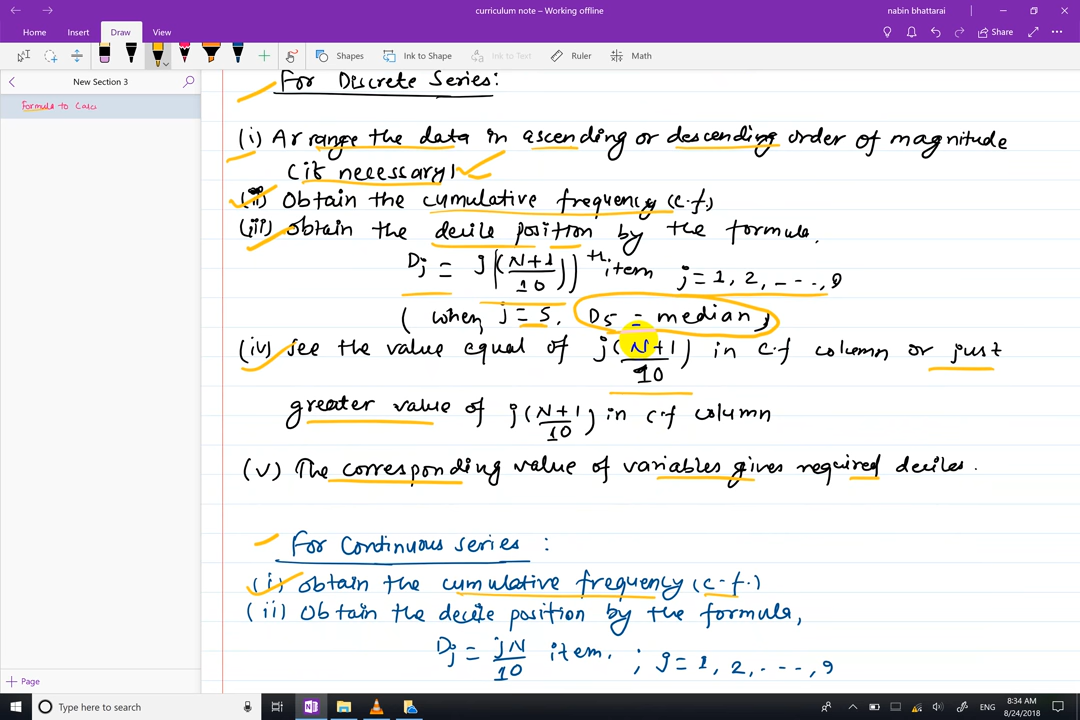 curriculum note – Working offline
nabin bhattarai
Home Insert Draw View
Shapes Ink to Shape Ink to Text Ruler Math Share
New Section 3
Formula to Calc
For Discrete Series:
(i) Arrange the data in ascending or descending order of magnitude
(if necessary)
(ii) Obtain the cumulative frequency (c.f.)
(iii) obtain the decile position by the formula,
Dj = j(N+1/10)th item j=1, 2, ---, 9
( when j = 5, D5 = median)
(iv) see the value equal of j(N+1/10) in c.f column or just
greater value of j(N+1/10) in c.f column
(v) The corresponding value of variables gives required deciles.
For Continuous series :
(i) obtain the cumulative frequency (c.f.)
(ii) Obtain the decile position by the formula,
Dj = jN/10 item. ; j=1, 2, ..., 9
+ Page
Type here to search
ENG
8:34 AM
8/24/2018